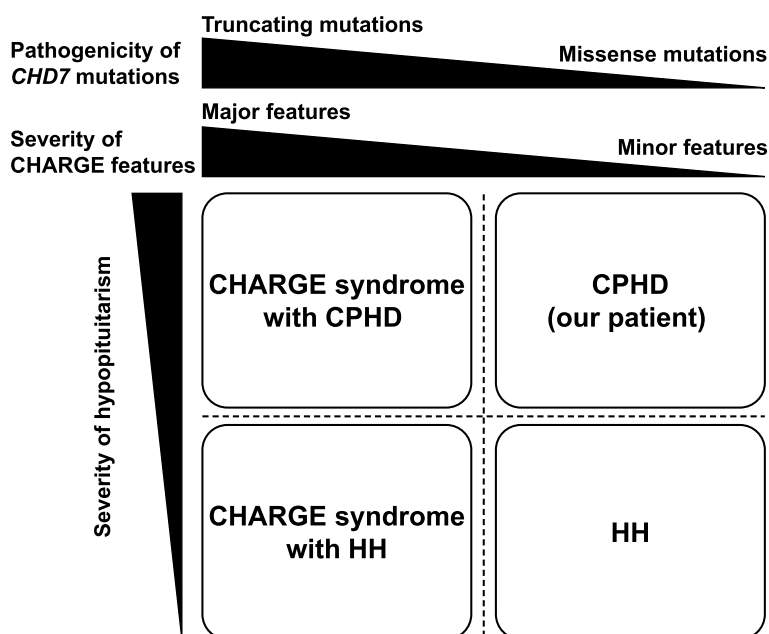 Truncating mutations
Pathogenicity of
CHD7 mutations
Missense mutations
Major features
Severity of
CHARGE features
Minor features
Severity of hypopituitarism
CHARGE syndrome
with CPHD
CPHD
(our patient)
CHARGE syndrome
with HH
HH